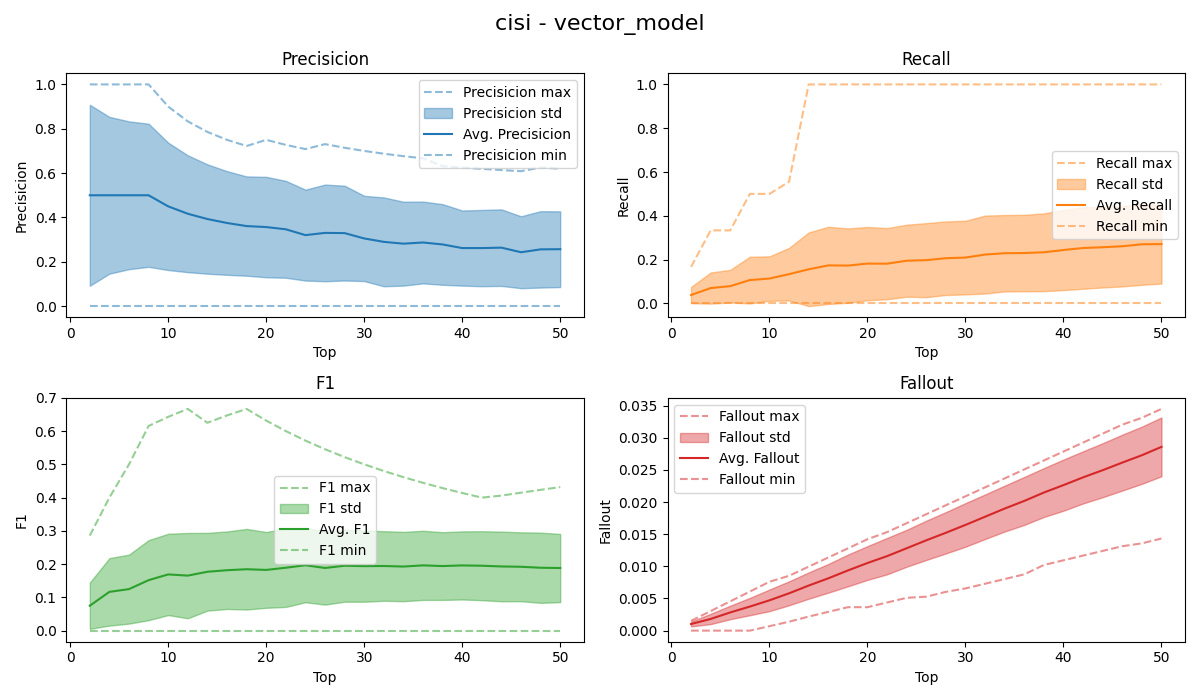 cisi - vector_model
Precisicion
Precisicion
1.0
0.8
0.6
0.4
0.2
0.0
0 10 20 30 40 50
Top
Precisicion max
Precisicion std
Avg. Precisicion
Precisicion min
Recall
Recall
1.0
0.8
0.6
0.4
0.2
0.0
0 10 20 30 40 50
Top
Recall max
Recall std
Avg. Recall
Recall min
F1
F1
0.7
0.6
0.5
0.4
0.3
0.2
0.1
0.0
0 10 20 30 40 50
Top
F1 max
F1 std
Avg. F1
F1 min
Fallout
Fallout
0.035
0.030
0.025
0.020
0.015
0.010
0.005
0.000
0 10 20 30 40 50
Top
Fallout max
Fallout std
Avg. Fallout
Fallout min